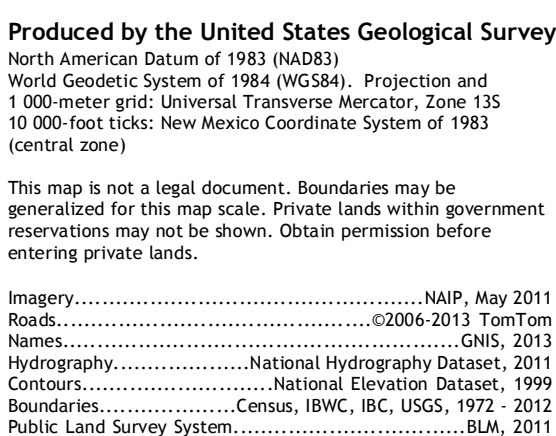 Produced by the United States Geological Survey
North American Datum of 1983 (NAD83)
World Geodetic System of 1984 (WGS84).  Projection and
1 000-meter grid: Universal Transverse Mercator, Zone 13S
10 000-foot ticks: New Mexico Coordinate System of 1983
(central zone)
This map is not a legal document. Boundaries may be
generalized for this map scale. Private lands within government
reservations may not be shown. Obtain permission before
entering private lands.
Imagery.................................................NAIP, May 2011
Roads............................................©2006-2013 TomTom
Names........................................................GNIS, 2013
Hydrography...................National Hydrography Dataset, 2011
Contours...........................National Elevation Dataset, 1999
Boundaries...................Census, IBWC, IBC, USGS, 1972 - 2012
Public Land Survey System.................................BLM, 2011